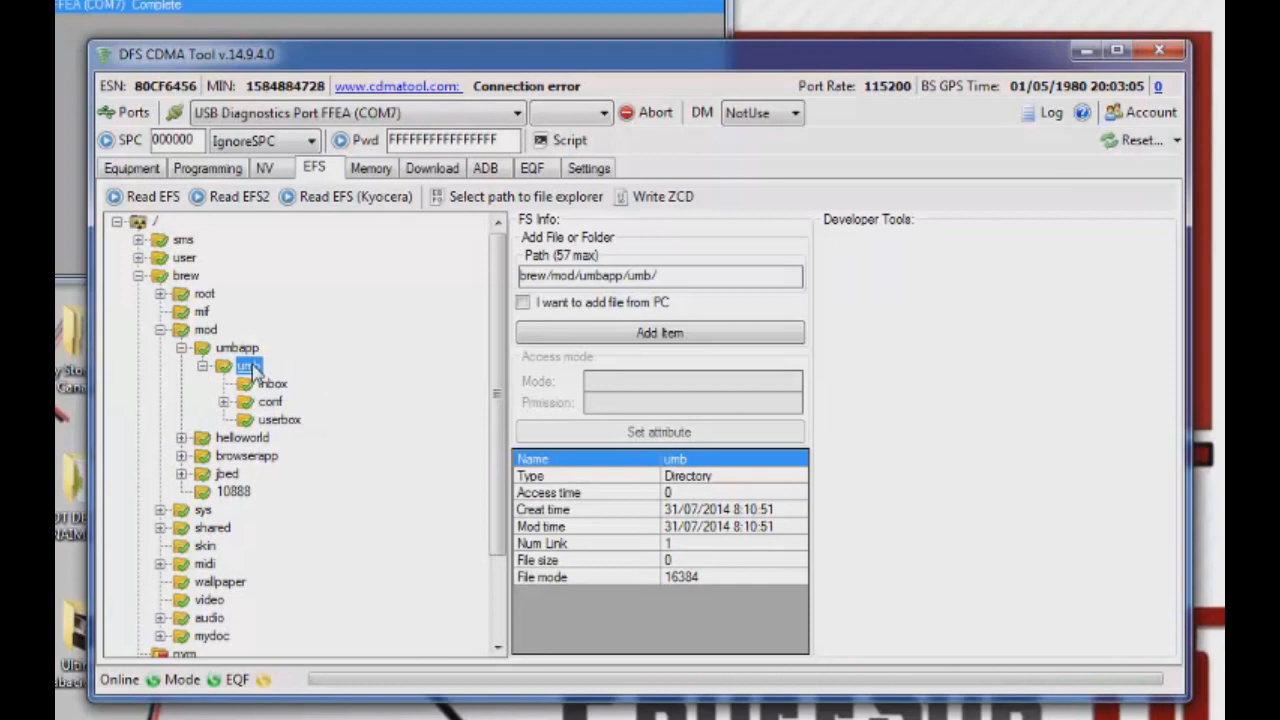 FFEA (COM7) Complete
DFS CDMA Tool v.14.9.4.0
ESN: 80CF6456 MIN: 1584884728 www.cdmatool.com: Connection error Port Rate: 115200 BS GPS Time: 01/05/1980 20:03:05 0
Ports USB Diagnostics Port FFEA (COM7) Abort DM NotUse Log Account
SPC 000000 IgnoreSPC Pwd FFFFFFFFFFFFFFFF Script Reset...
Equipment Programming NV EFS Memory Download ADB EQF Settings
Read EFS Read EFS2 Read EFS (Kyocera) Select path to file explorer Write ZCD
/
sms
user
brew
root
mif
mod
umbapp
umb
inbox
conf
userbox
helloworld
browserapp
jbed
10888
sys
shared
skin
midi
wallpaper
video
audio
mydoc
nvm
FS Info:
Add File or Folder
Path (57 max)
brew/mod/umbapp/umb/
I want to add file from PC
Add Item
Access mode:
Mode:
Prmission:
Set attribute
Name umb
Type Directory
Access time 0
Creat time 31/07/2014 8:10:51
Mod time 31/07/2014 8:10:51
Num Link 1
File size 0
File mode 16384
Developer Tools:
Online Mode EQF